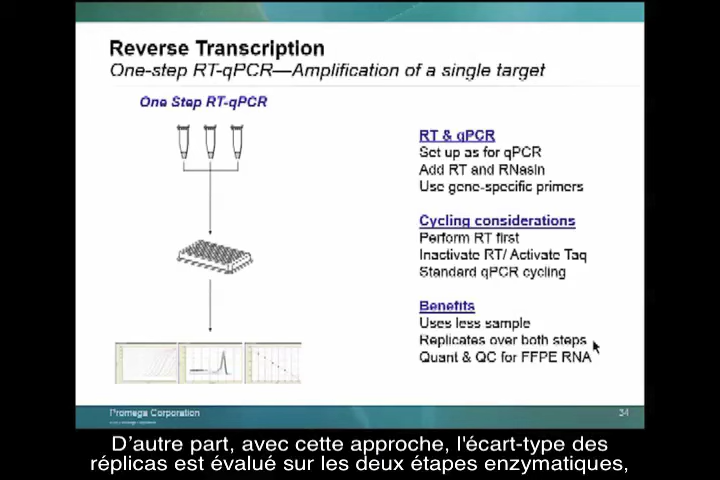 Reverse Transcription
One-step RT-qPCR—Amplification of a single target
One Step RT-qPCR
RT & qPCR
Set up as for qPCR
Add RT and RNasin
Use gene-specific primers
Cycling considerations
Perform RT first
Inactivate RT/ Activate Taq
Standard qPCR cycling
Benefits
Uses less sample
Replicates over both steps
Quant & QC for FFPE RNA
Promega Corporation
34
D'autre part, avec cette approche, l'écart-type des
réplicas est évalué sur les deux étapes enzymatiques,